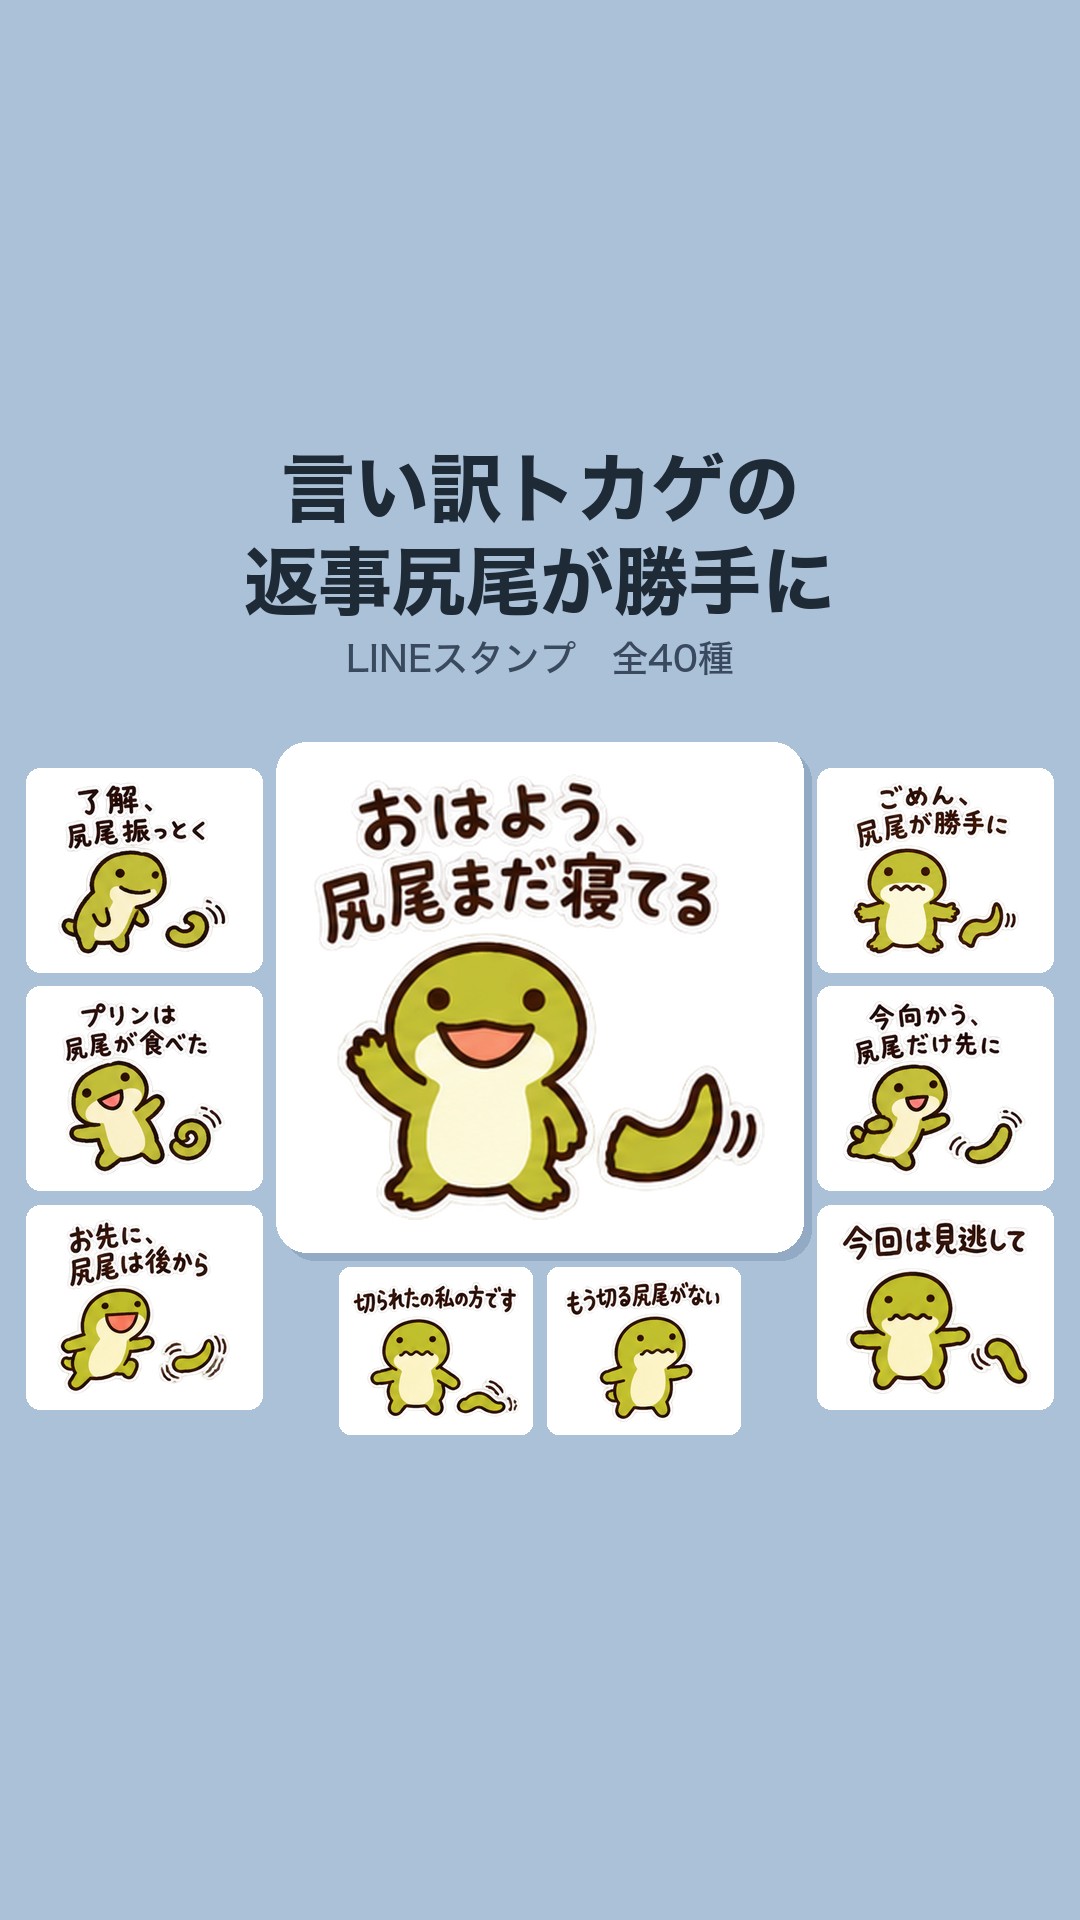 言い訳トカゲの
返事尻尾が勝手に
LINEスタンプ　全40種
了解、
尻尾振っとく
おはよう、
尻尾まだ寝てる
ごめん、
尻尾が勝手に
プリンは
尻尾が食べた
今向かう、
尻尾だけ先に
お先に、
尻尾は後から
切られたの私の方です
もう切る尻尾がない
今回は見逃して